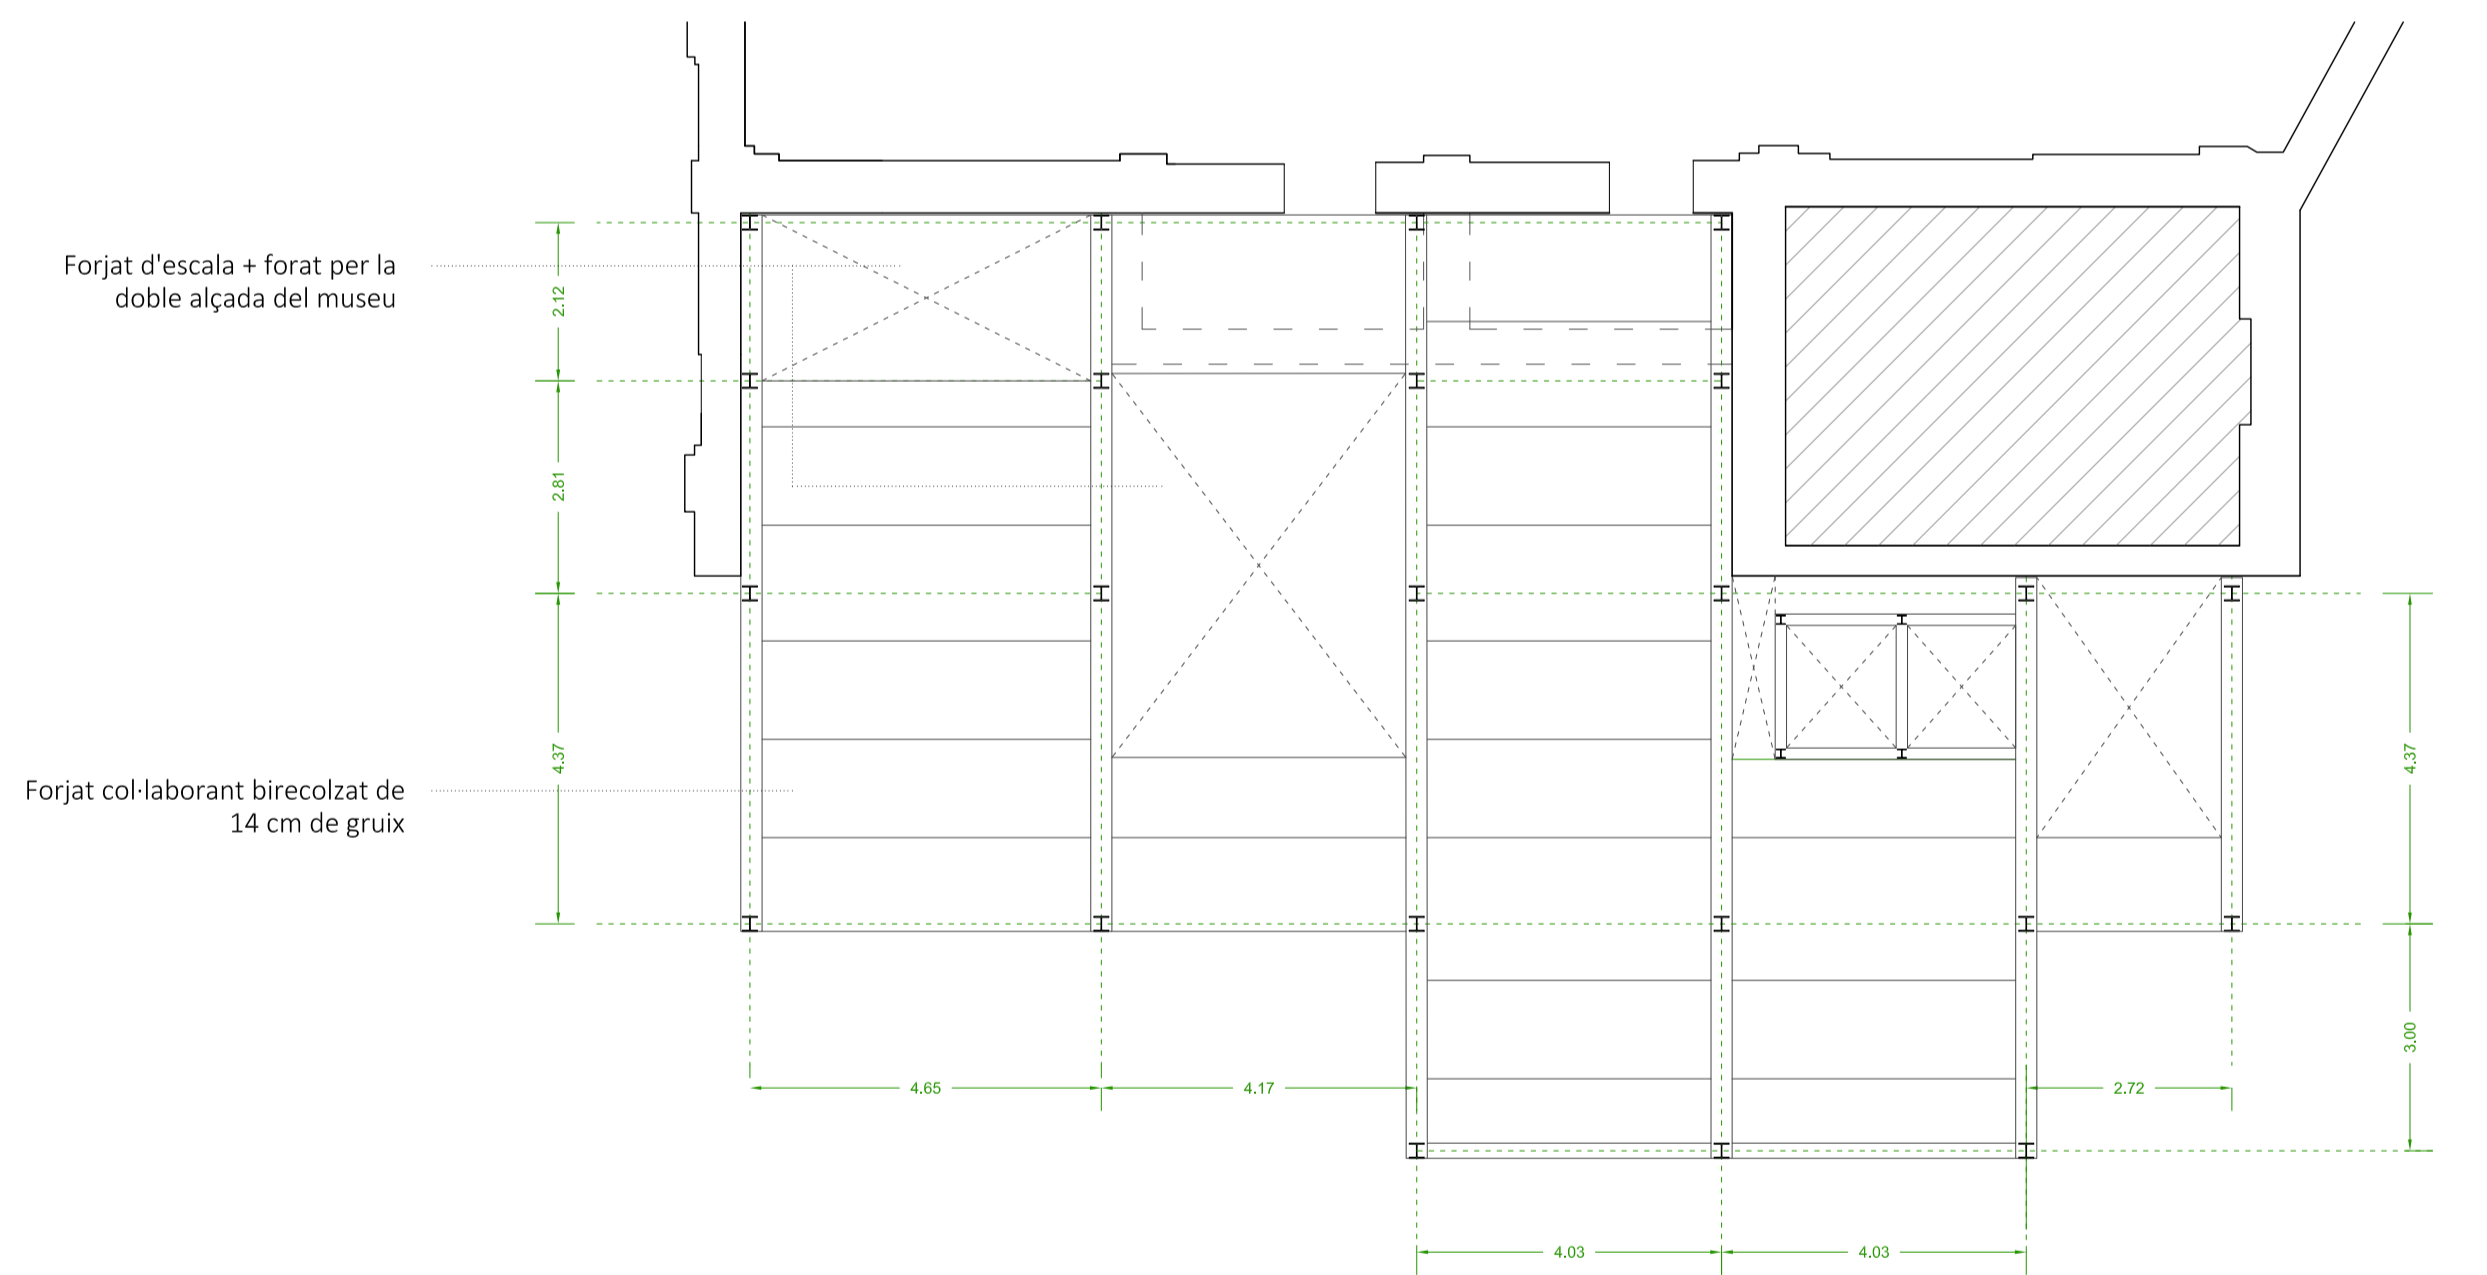 Forjat d'escala + forat per la
doble alçada del museu
2.12
2.81
4.37
4.37
Forjat col·laborant birecolzat de
14 cm de gruix
3.00
4.65
4.17
2.72
4.03
4.03